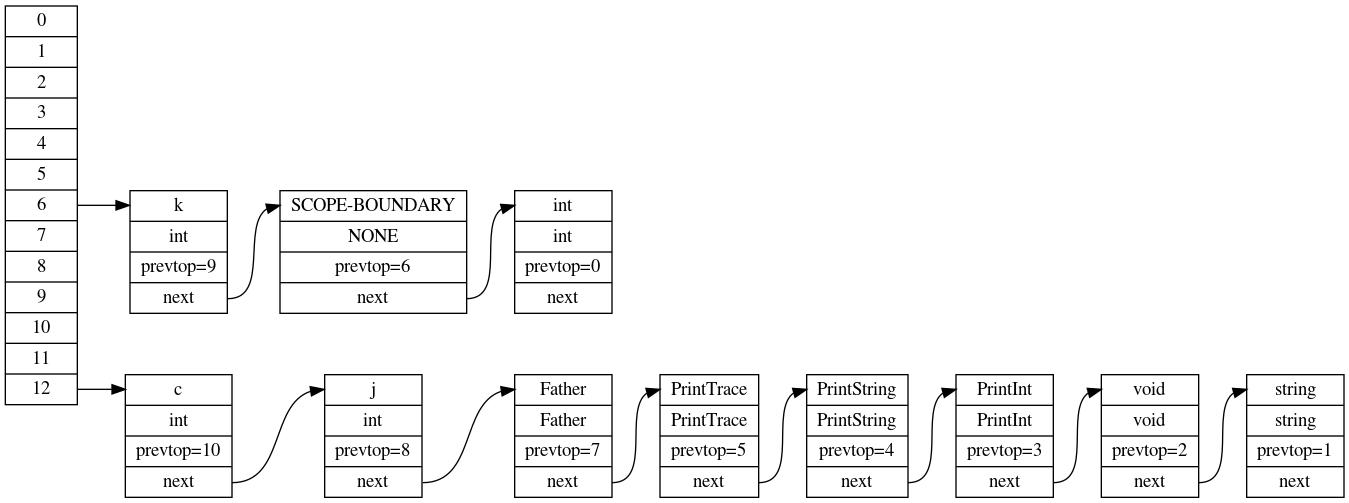 0
1
2
3
4
5
6
7
8
9
10
11
12
k
int
prevtop=9
next
SCOPE-BOUNDARY
NONE
prevtop=6
next
int
int
prevtop=0
next
c
int
prevtop=10
next
j
int
prevtop=8
next
Father
Father
prevtop=7
next
PrintTrace
PrintTrace
prevtop=5
next
PrintString
PrintString
prevtop=4
next
PrintInt
PrintInt
prevtop=3
next
void
void
prevtop=2
next
string
string
prevtop=1
next